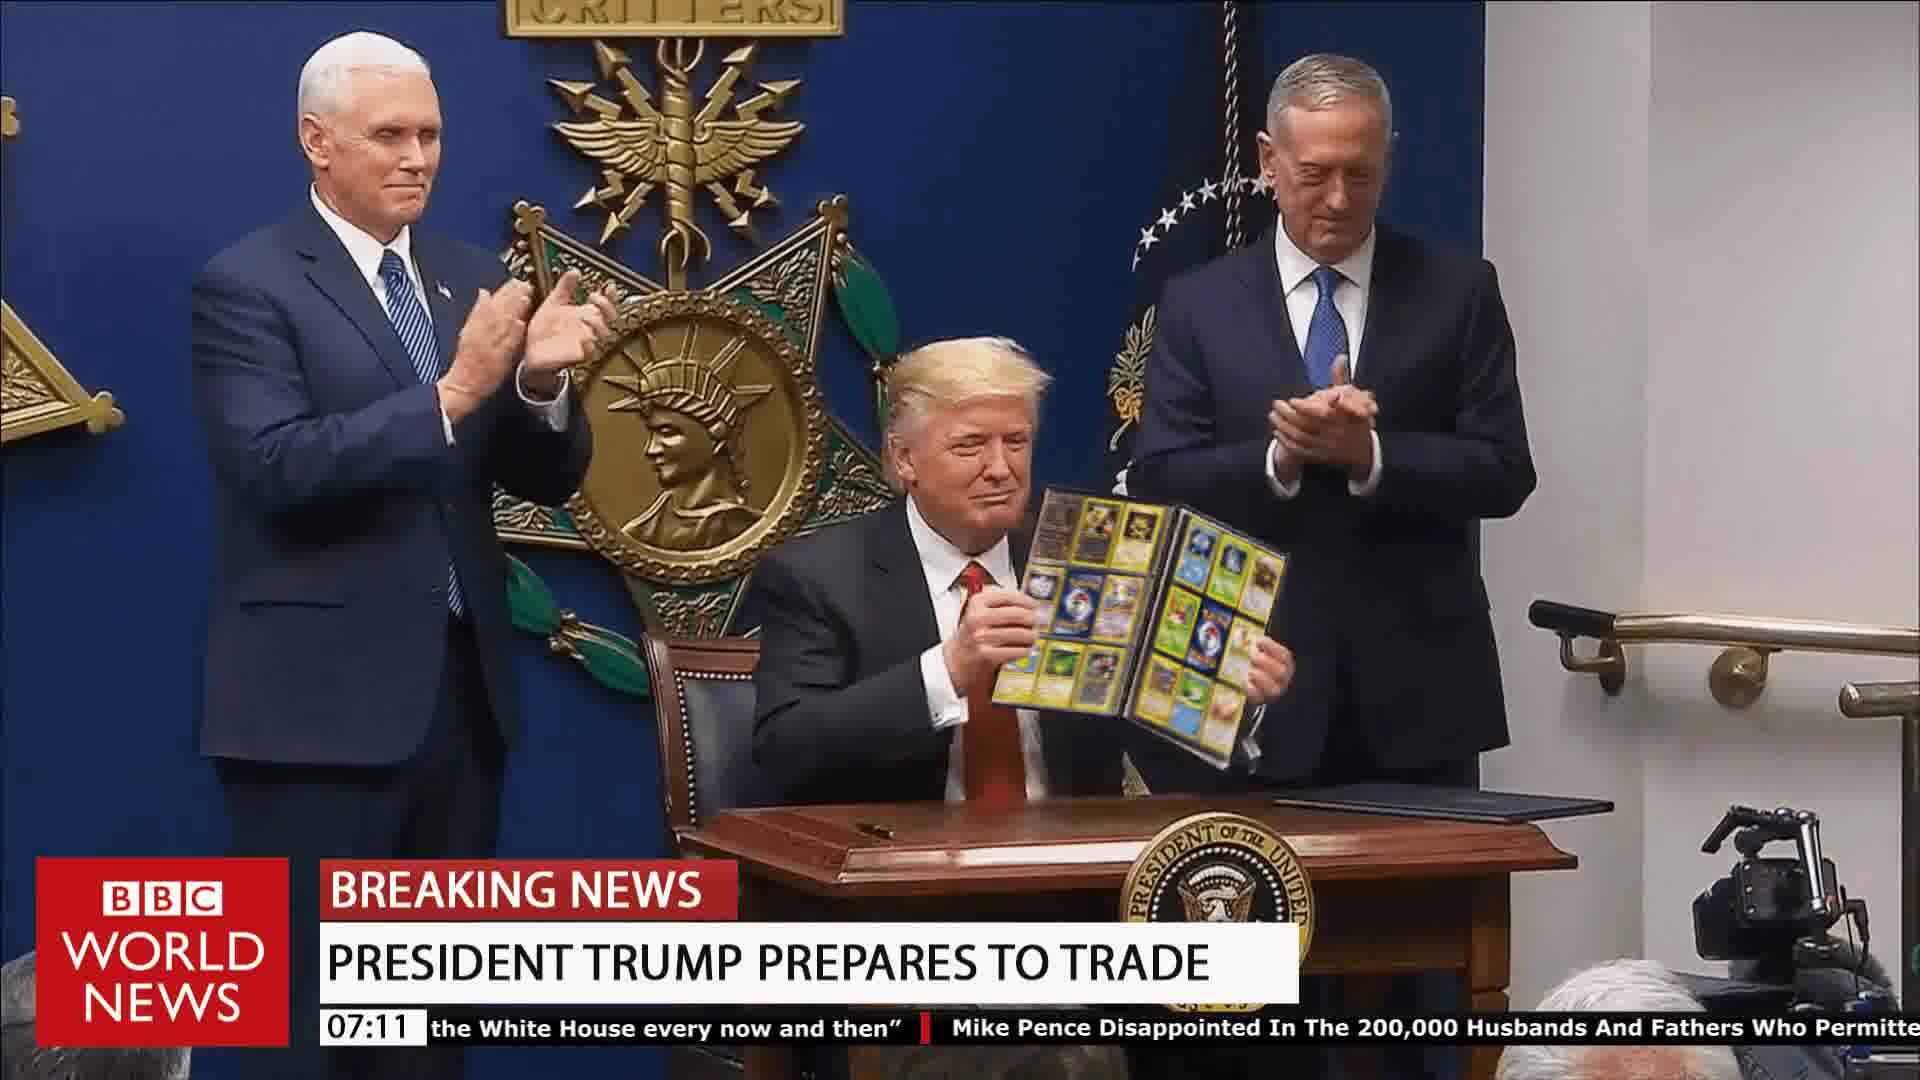 CRITTERS
PRESIDENT OF THE UNITED
BBC
WORLD
NEWS
BREAKING NEWS
PRESIDENT TRUMP PREPARES TO TRADE
07:11 the White House every now and then” Mike Pence Disappointed In The 200,000 Husbands And Fathers Who Permitte